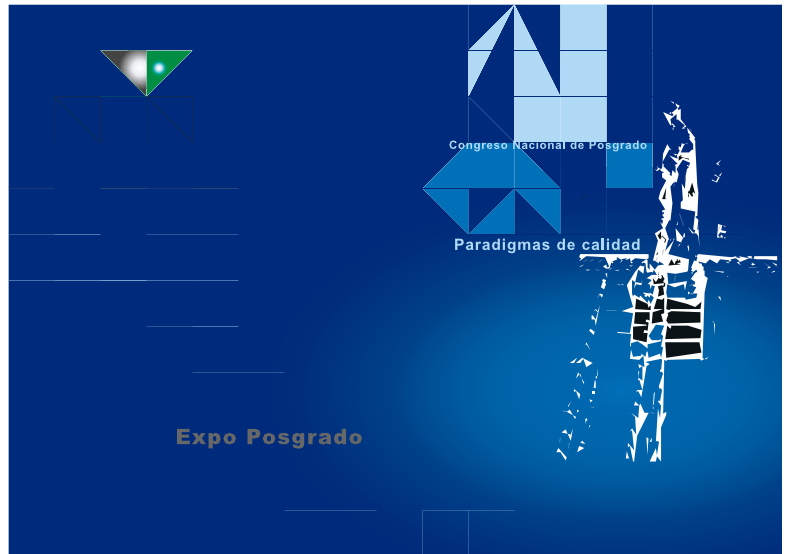 Congreso Nacional de Posgrado
Paradigmas de calidad
Expo Posgrado